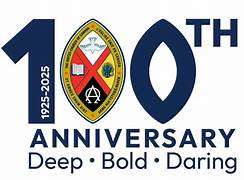 100TH
1925-2025
ANNIVERSARY
Deep • Bold • Daring